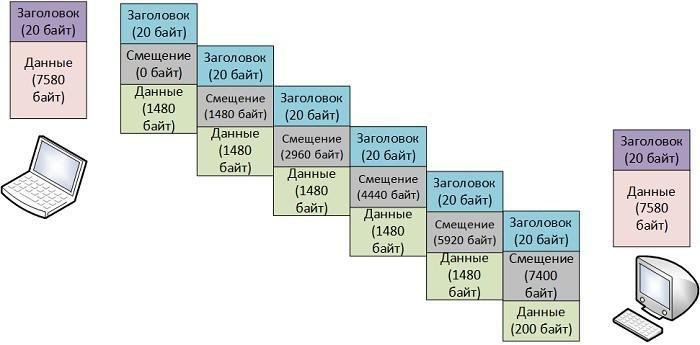 Заголовок
(20 байт)
Данные
(7580
байт)
Заголовок
(20 байт)
Смещение
(0 байт)
Данные
(1480
байт)
Заголовок
(20 байт)
Смещение
(1480 байт)
Данные
(1480
байт)
Заголовок
(20 байт)
Смещение
(2960 байт)
Данные
(1480
байт)
Заголовок
(20 байт)
Смещение
(4440 байт)
Данные
(1480
байт)
Заголовок
(20 байт)
Смещение
(5920 байт)
Данные
(1480
байт)
Заголовок
(20 байт)
Смещение
(7400
байт)
Данные
(200 байт)
Заголовок
(20 байт)
Данные
(7580
байт)